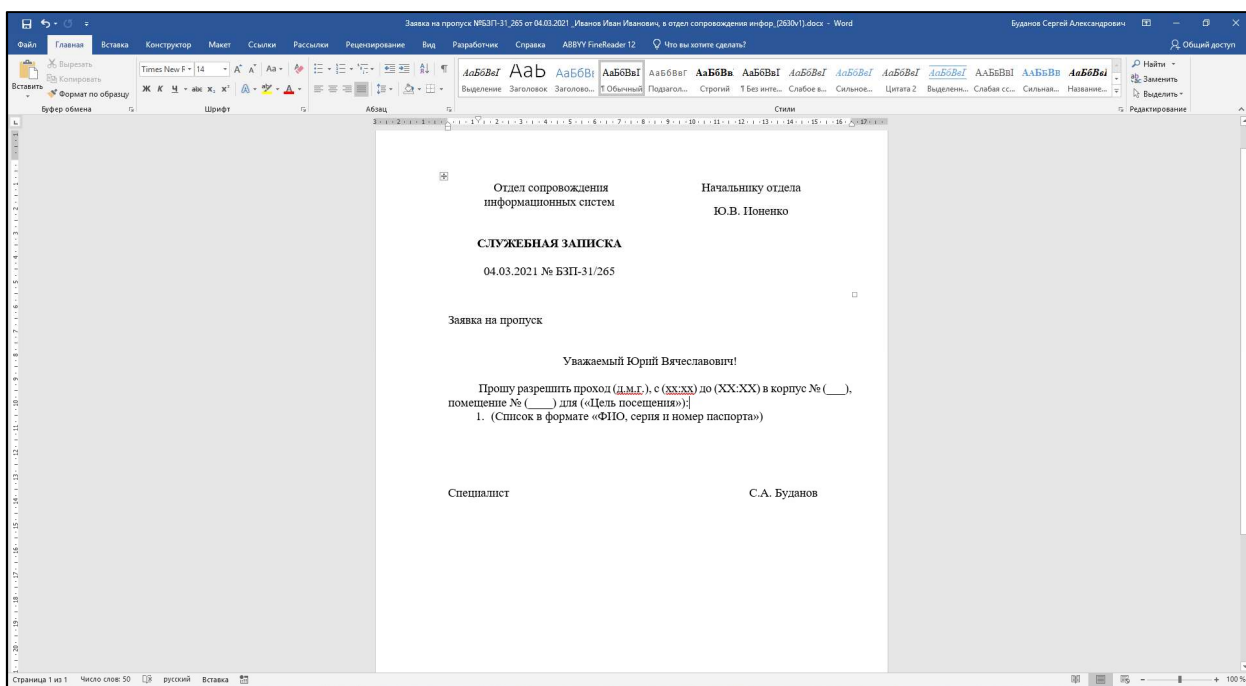 Заявка на пропуск №БЗП-31_265 от 04.03.2021 _Иванов Иван Иванович, в отдел сопровождения инфор_(2630v1).docx - Word
Буданов Сергей Александрович
Файл Главная Вставка Конструктор Макет Ссылки Рассылки Рецензирование Вид Разработчик Справка ABBYY FineReader 12 Что вы хотите сделать? Общий доступ
Вставить
Вырезать
Копировать
Формат по образцу
Times New F 14
Ж К Ч abc x₂ x²
АаБбВвГ АаЬ АаБбВ АаБбВвГ АаБбВвГ АаБбВв АаБбВвГ АаБбВвГ АаБбВвГ АаБбВвГ АаБбВвГ ААБбВвГ ААБбВв АаБбВвГ
Выделение Заголовок Заголово... ¶ Обычный Подзагол... Строгий ¶ Без инте... Слабое в... Сильное... Цитата 2 Выделенн... Слабая сс... Сильная... Название...
Найти
Заменить
Выделить
Буфер обмена Шрифт Абзац Стили Редактирование
Отдел сопровождения
информационных систем
Начальнику отдела
Ю.В. Ионенко
СЛУЖЕБНАЯ ЗАПИСКА
04.03.2021 № БЗП-31/265
Заявка на пропуск
Уважаемый Юрий Вячеславович!
Прошу разрешить проход (д.м.г.), с (хх:хх) до (ХХ:ХХ) в корпус № (___),
помещение № (____) для («Цель посещения»):
1. (Список в формате «ФИО, серия и номер паспорта»)
Специалист С.А. Буданов
Страница 1 из 1 Число слов: 50 русский Вставка 100 %